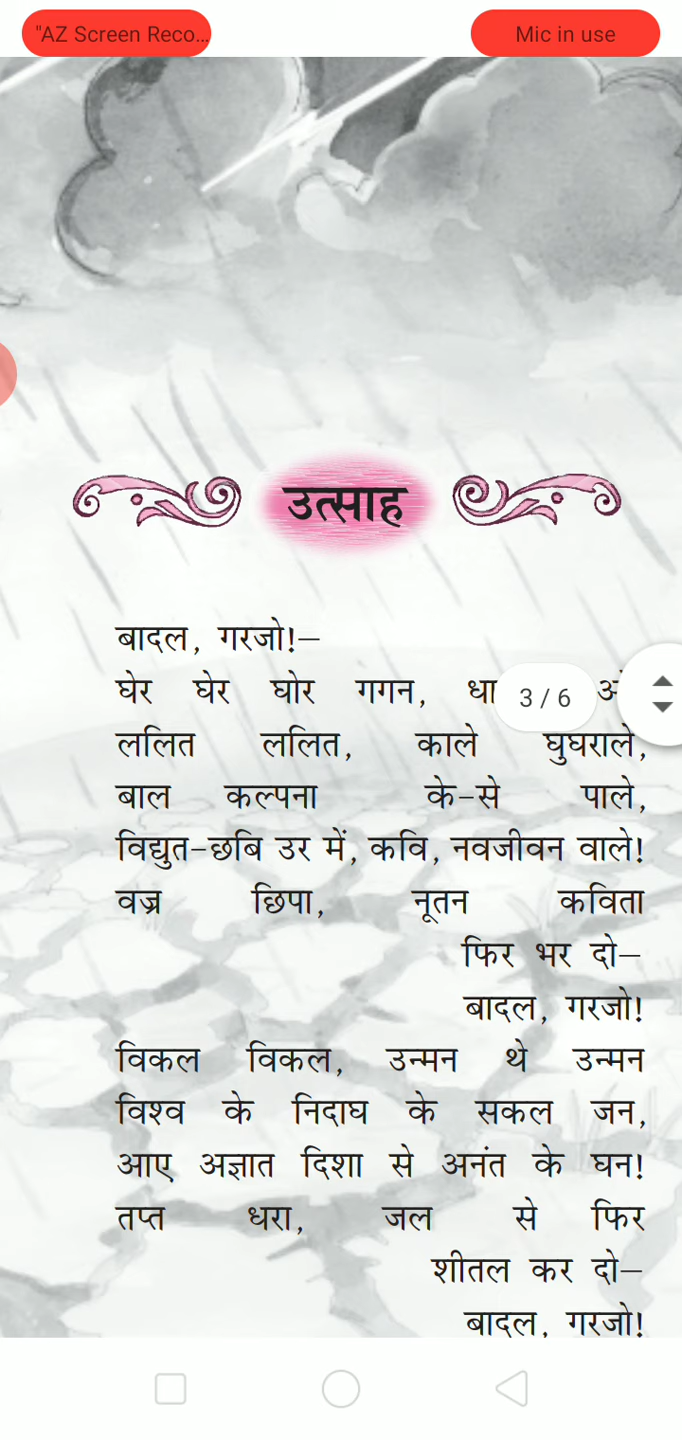 "AZ Screen Reco...
Mic in use
उत्साह
बादल, गरजो!–
घेर घेर घोर गगन,
3 / 6
ललित ललित, काले घुघराले,
बाल कल्पना के-से पाले,
विद्युत-छबि उर में, कवि, नवजीवन वाले!
वज्र छिपा, नूतन कविता
फिर भर दो–
बादल, गरजो!
विकल विकल, उन्मन थे उन्मन
विश्व के निदाघ के सकल जन,
आए अज्ञात दिशा से अनंत के घन!
तप्त धरा, जल से फिर
शीतल कर दो–
बादल, गरजो!